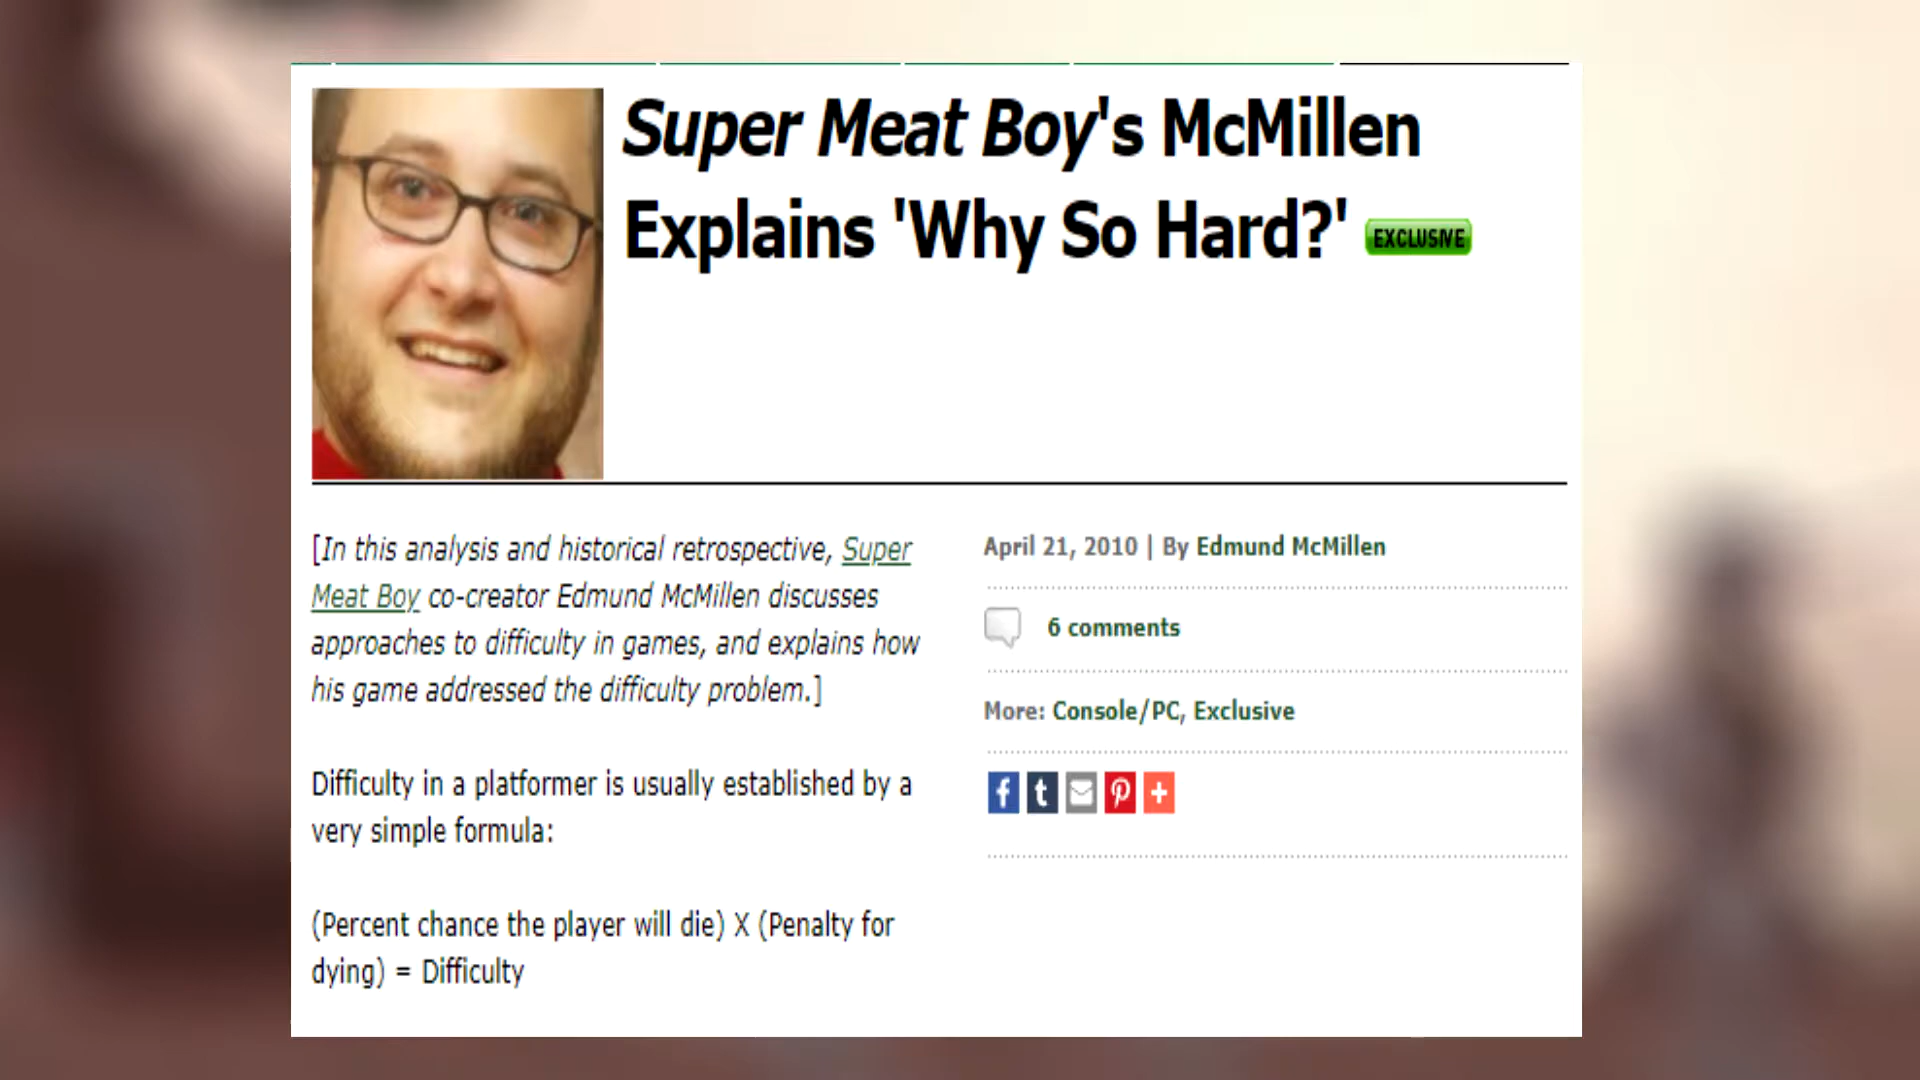 Super Meat Boy's McMillen
Explains 'Why So Hard?' EXCLUSIVE
[In this analysis and historical retrospective, Super
Meat Boy co-creator Edmund McMillen discusses
approaches to difficulty in games, and explains how
his game addressed the difficulty problem.]
Difficulty in a platformer is usually established by a
very simple formula:
(Percent chance the player will die) X (Penalty for
dying) = Difficulty
April 21, 2010 | By Edmund McMillen
6 comments
More: Console/PC, Exclusive